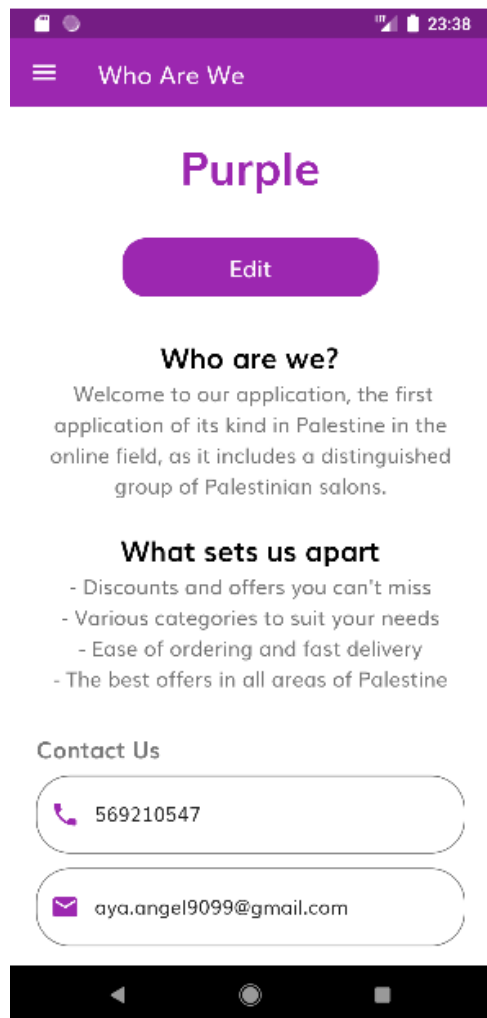 23:38
Who Are We
Purple
Edit
Who are we?
Welcome to our application, the first
application of its kind in Palestine in the
online field, as it includes a distinguished
group of Palestinian salons.
What sets us apart
- Discounts and offers you can't miss
- Various categories to suit your needs
- Ease of ordering and fast delivery
- The best offers in all areas of Palestine
Contact Us
569210547
aya.angel9099@gmail.com